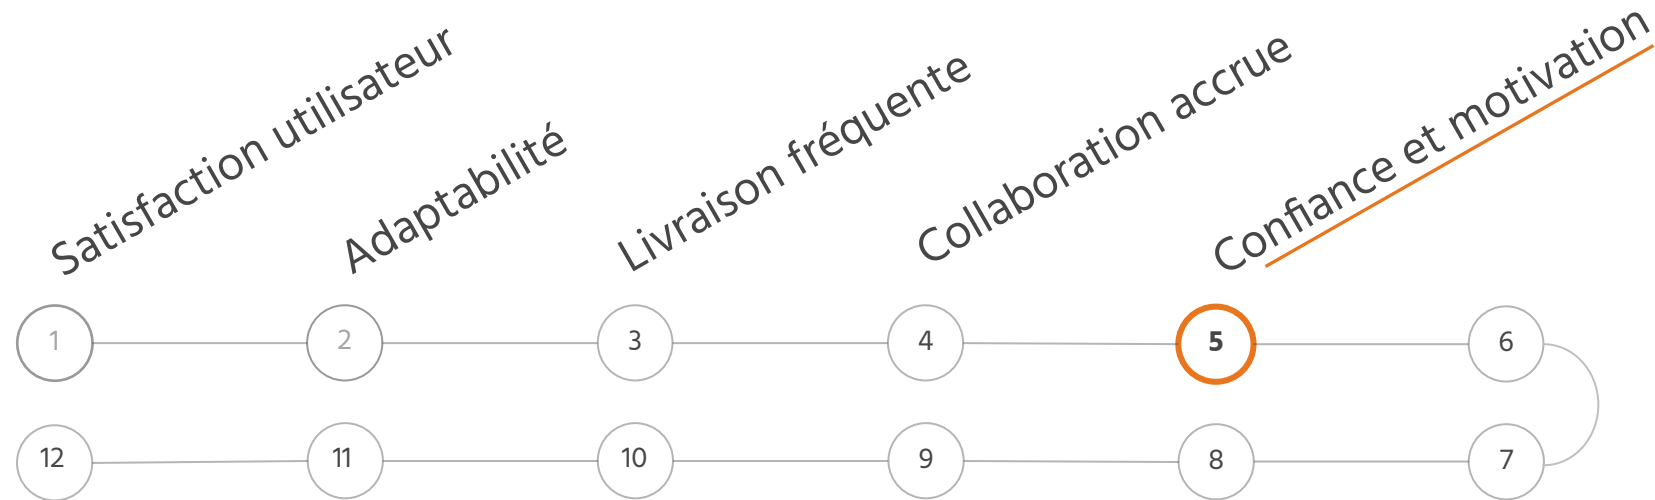 Satisfaction utilisateur
Adaptabilité
Livraison fréquente
Collaboration accrue
Confiance et motivation
1
2
3
4
5
6
12
11
10
9
8
7